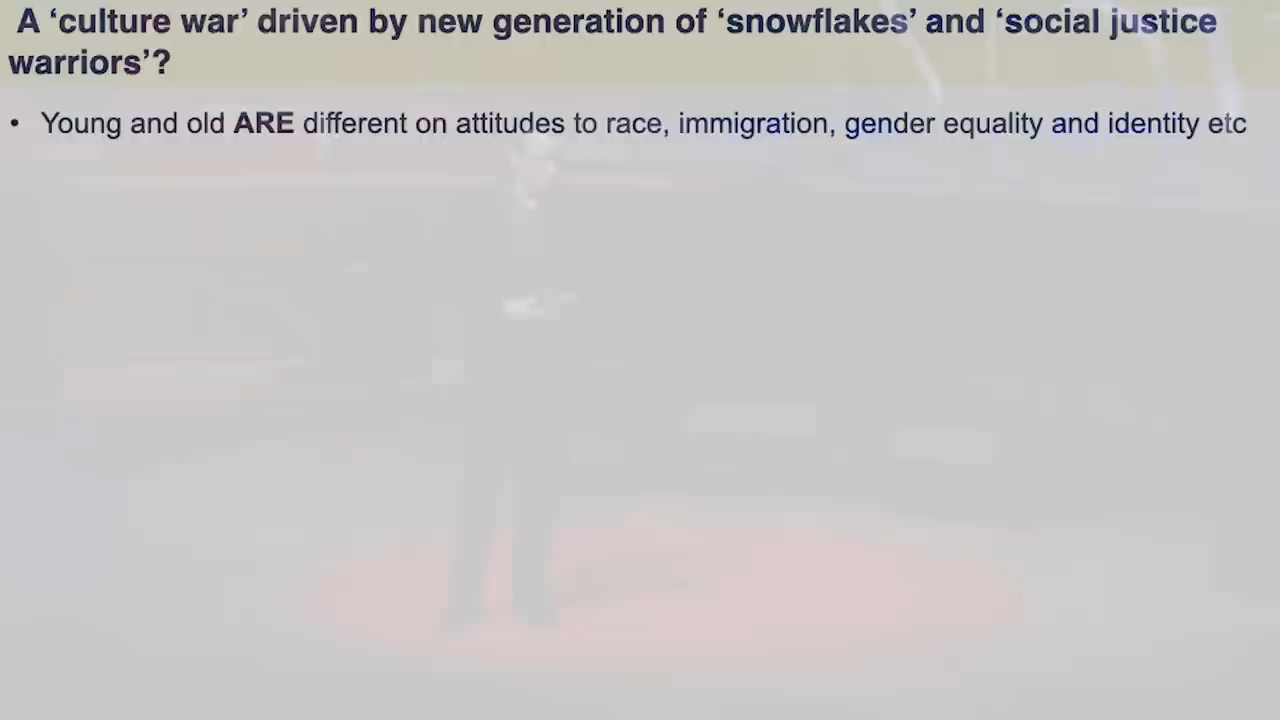 A ‘culture war’ driven by new generation of ‘snowflakes’ and ‘social justice
warriors’?
• Young and old ARE different on attitudes to race, immigration, gender equality and identity etc